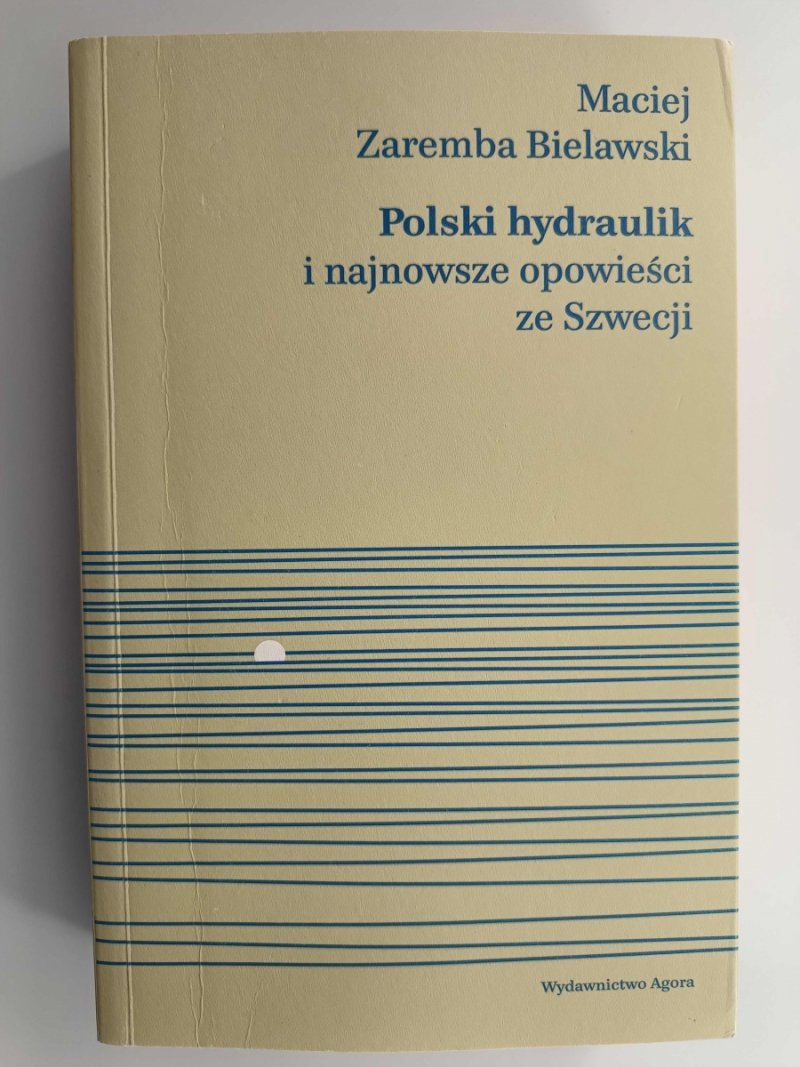 Maciej
Zaremba Bielawski
Polski hydraulik
i najnowsze opowieści
ze Szwecji
Wydawnictwo Agora